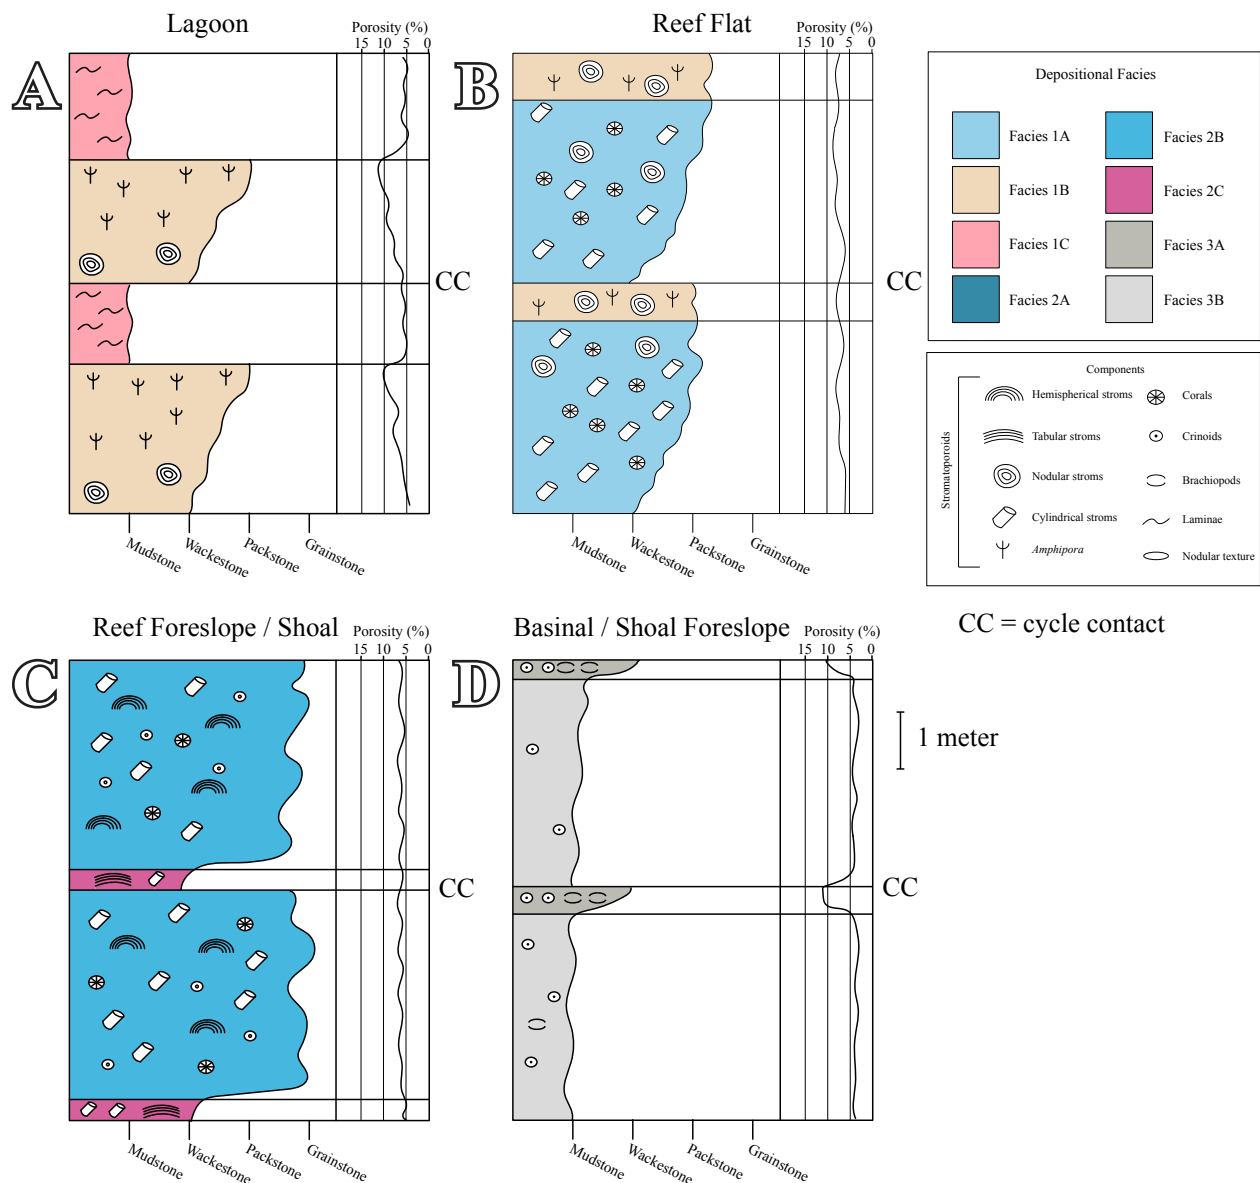 Lagoon
Porosity (%)
15 10 5 0
A
CC
Mudstone
Wackestone
Packstone
Grainstone
Reef Flat
Porosity (%)
15 10 5 0
B
CC
Mudstone
Wackestone
Packstone
Grainstone
Depositional Facies
Facies 1A
Facies 2B
Facies 1B
Facies 2C
Facies 1C
Facies 3A
Facies 2A
Facies 3B
Components
Stromatoporoids
Hemispherical stroms
Corals
Tabular stroms
Crinoids
Nodular stroms
Brachiopods
Cylindrical stroms
Laminae
Amphipora
Nodular texture
CC = cycle contact
Reef Foreslope / Shoal
Porosity (%)
15 10 5 0
C
CC
Mudstone
Wackestone
Packstone
Grainstone
Basinal / Shoal Foreslope
Porosity (%)
15 10 5 0
D
CC
1 meter
Mudstone
Wackestone
Packstone
Grainstone